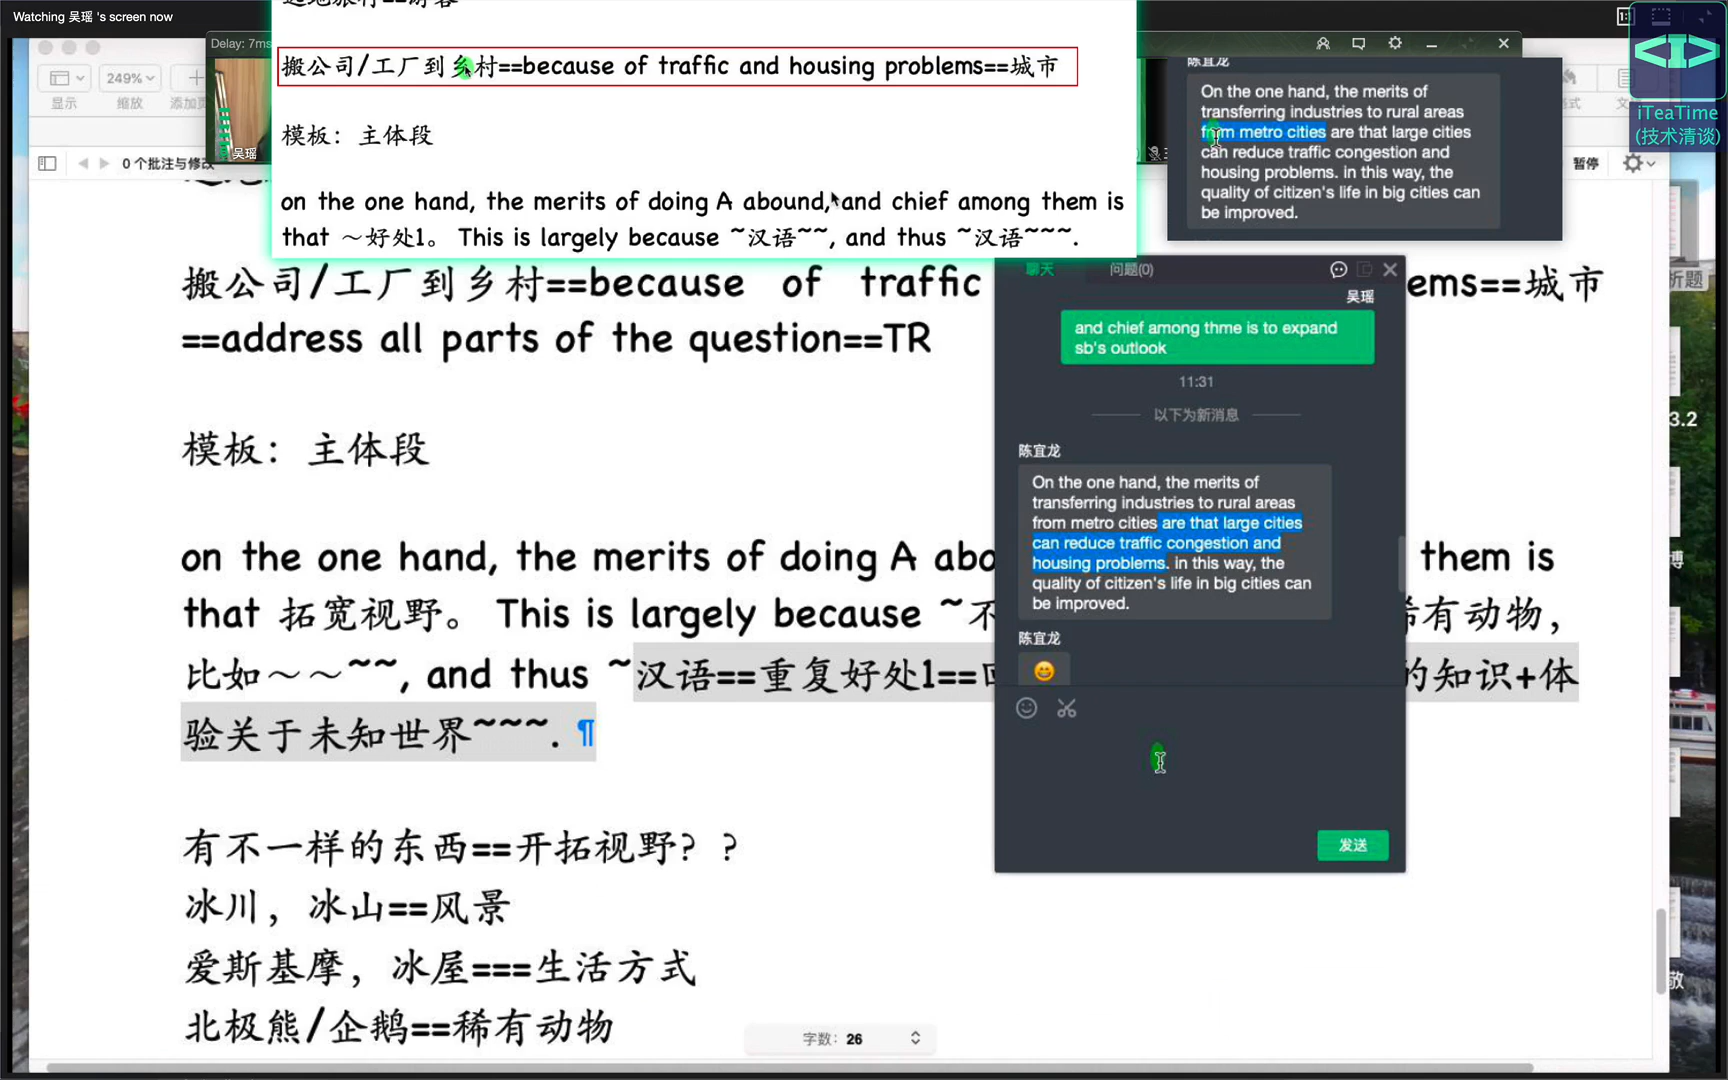 Watching 吴瑶 's screen now
iTeaTime
(技术清谈)
Delay: 7ms
搬公司/工厂到乡村==because of traffic and housing problems==城市
模板：主体段
on the one hand, the merits of doing A abound, and chief among them is
that ～好处1。 This is largely because ~汉语~~, and thus ~汉语~~~.
吴瑶
陈宜龙
On the one hand, the merits of
transferring industries to rural areas
from metro cities are that large cities
can reduce traffic congestion and
housing problems. in this way, the
quality of citizen's life in big cities can
be improved.
249%
显示
缩放
添加页
0 个批注与修改
暂停
搬公司/工厂到乡村==because of traffic
ems==城市
==address all parts of the question==TR
模板：主体段
on the one hand, the merits of doing A abo
them is
that 拓宽视野。 This is largely because ~不
稀有动物，
比如～～~~, and thus ~汉语==重复好处1==
的知识+体
验关于未知世界~~~. ¶
有不一样的东西==开拓视野？？
冰川，冰山==风景
爱斯基摩，冰屋===生活方式
北极熊/企鹅==稀有动物
字数： 26
聊天
问题(0)
吴瑶
and chief among thme is to expand
sb's outlook
11:31
以下为新消息
陈宜龙
On the one hand, the merits of
transferring industries to rural areas
from metro cities are that large cities
can reduce traffic congestion and
housing problems. in this way, the
quality of citizen's life in big cities can
be improved.
陈宜龙
发送
析题
3.2